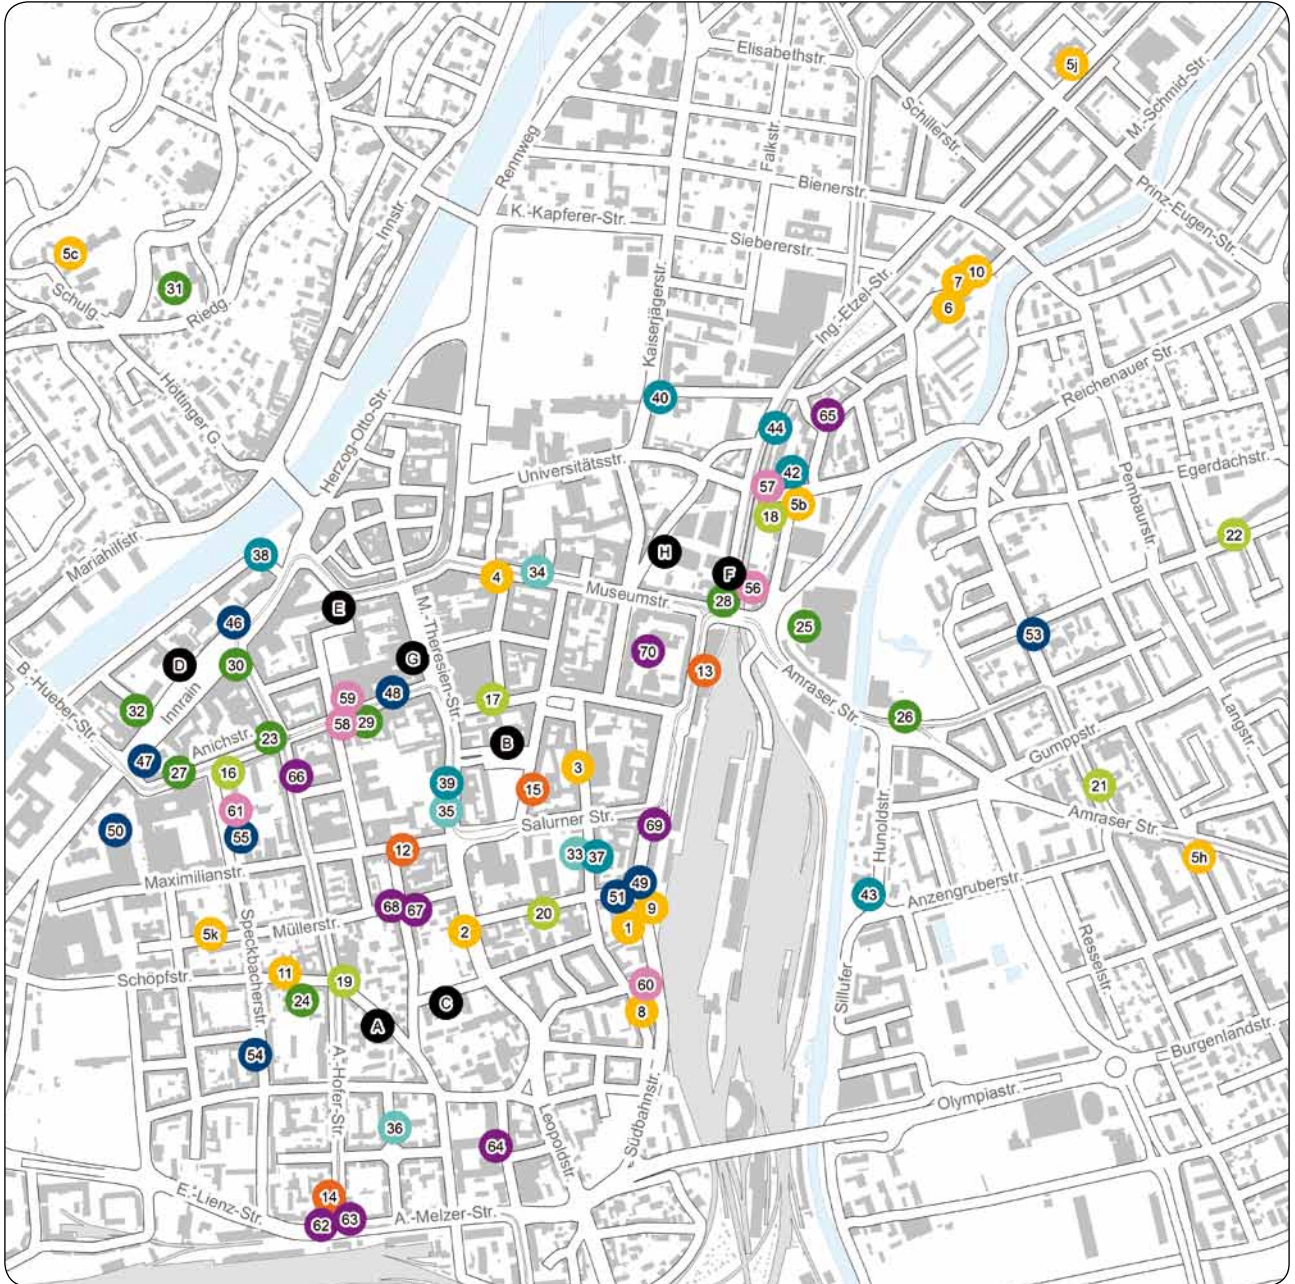 Elisabethstr.
5j
M.-Schmid-Str.
Schillerstr.
Falkstr.
Rennweg
Bienerstr.
Prinz-Eugen-Str.
Innstr.
K.-Kapferer-Str.
Siebererstr.
5c
31
Schulg.
Riedg.
10
7
6
Ing.-Etzel-Str.
Kaiserjägerstr.
Höttinger G.
Herzog-Otto-Str.
Reichenauer Str.
40
65
44
Universitätsstr.
42
57
5b
18
Pembaurstr.
Egerdachstr.
22
Mariahilfstr.
38
H
F
4
34
56
28
Museumstr.
E
46
25
53
D
30
G
M.-Theresien-Str.
70
13
B.-Hueber-Str.
Innrain
32
59
48
17
Amraser Str.
26
58
29
Langstr.
Anichstr.
23
B
Gumppstr.
47
27
16
66
39
15
3
21
61
35
Salurner Str.
69
Hunoldstr.
Amraser Str.
50
55
12
33
37
5h
Maximilianstr.
49
51
43
Anzengruberstr.
68
67
20
9
1
5k
Müllerstr.
2
Speckbacherstr.
Schöpfstr.
11
19
24
A
C
60
8
Sillufer
Resselstr.
54
A.-Hofer-Str.
Burgenlandstr.
Olympiastr.
36
64
Leopoldstr.
Südbahnstr.
14
62
63
E.-Lienz-Str.
A.-Melzer-Str.